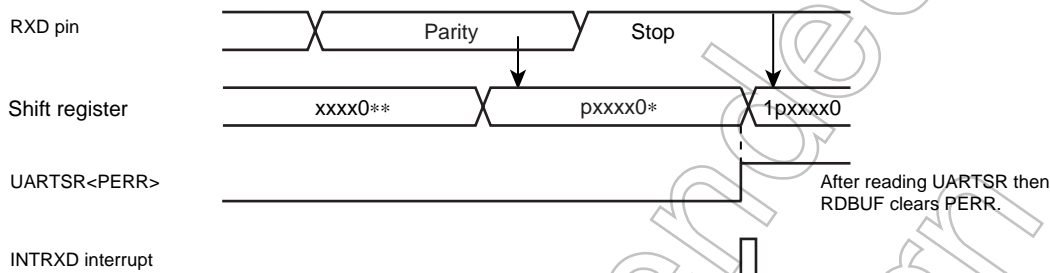 RXD pin
Parity
Stop
Shift register
xxxx0**
pxxxx0*
1pxxxx0
UARTSR<PERR>
After reading UARTSR then
RDBUF clears PERR.
INTRXD interrupt